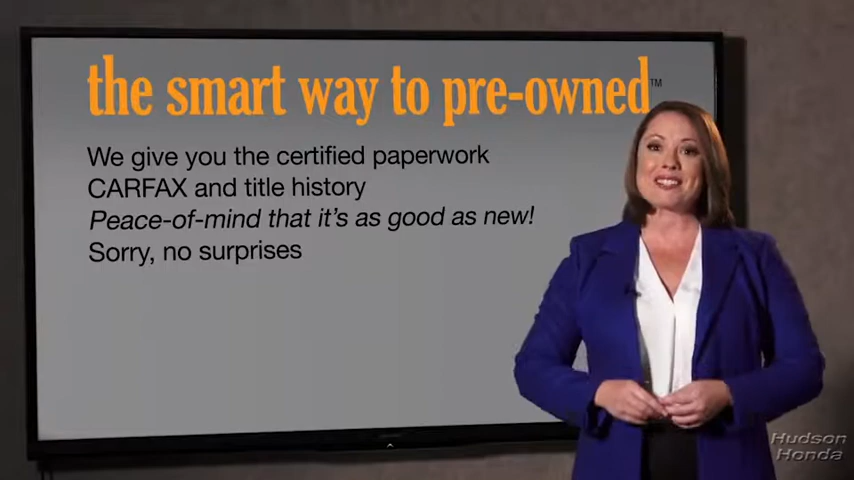 the smart way to pre-owned™
We give you the certified paperwork
CARFAX and title history
Peace-of-mind that it's as good as new!
Sorry, no surprises
Hudson
Honda